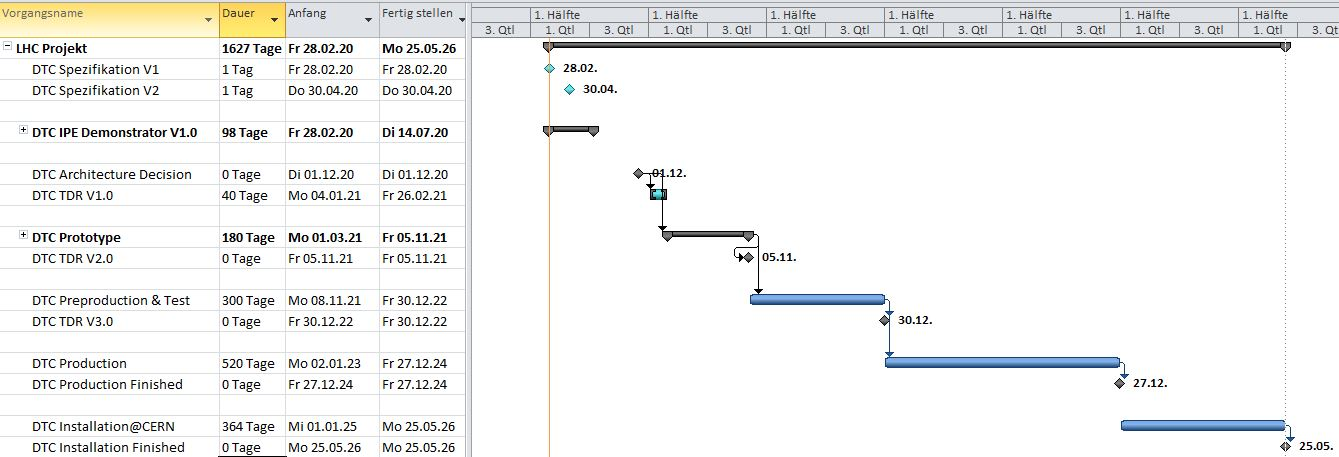 Vorgangsname Dauer Anfang Fertig stellen
1. Hälfte 1. Hälfte 1. Hälfte 1. Hälfte 1. Hälfte 1. Hälfte 1. Hälfte
3. Qtl 1. Qtl 3. Qtl 1. Qtl 3. Qtl 1. Qtl 3. Qtl 1. Qtl 3. Qtl 1. Qtl 3. Qtl 1. Qtl 3. Qtl 1. Qtl 3. Q
LHC Projekt 1627 Tage Fr 28.02.20 Mo 25.05.26
DTC Spezifikation V1 1 Tag Fr 28.02.20 Fr 28.02.20 28.02.
DTC Spezifikation V2 1 Tag Do 30.04.20 Do 30.04.20 30.04.
DTC IPE Demonstrator V1.0 98 Tage Fr 28.02.20 Di 14.07.20
DTC Architecture Decision 0 Tage Di 01.12.20 Di 01.12.20 01.12.
DTC TDR V1.0 40 Tage Mo 04.01.21 Fr 26.02.21
DTC Prototype 180 Tage Mo 01.03.21 Fr 05.11.21
DTC TDR V2.0 0 Tage Fr 05.11.21 Fr 05.11.21 05.11.
DTC Preproduction & Test 300 Tage Mo 08.11.21 Fr 30.12.22
DTC TDR V3.0 0 Tage Fr 30.12.22 Fr 30.12.22 30.12.
DTC Production 520 Tage Mo 02.01.23 Fr 27.12.24
DTC Production Finished 0 Tage Fr 27.12.24 Fr 27.12.24 27.12.
DTC Installation@CERN 364 Tage Mi 01.01.25 Mo 25.05.26
DTC Installation Finished 0 Tage Mo 25.05.26 Mo 25.05.26 25.05.